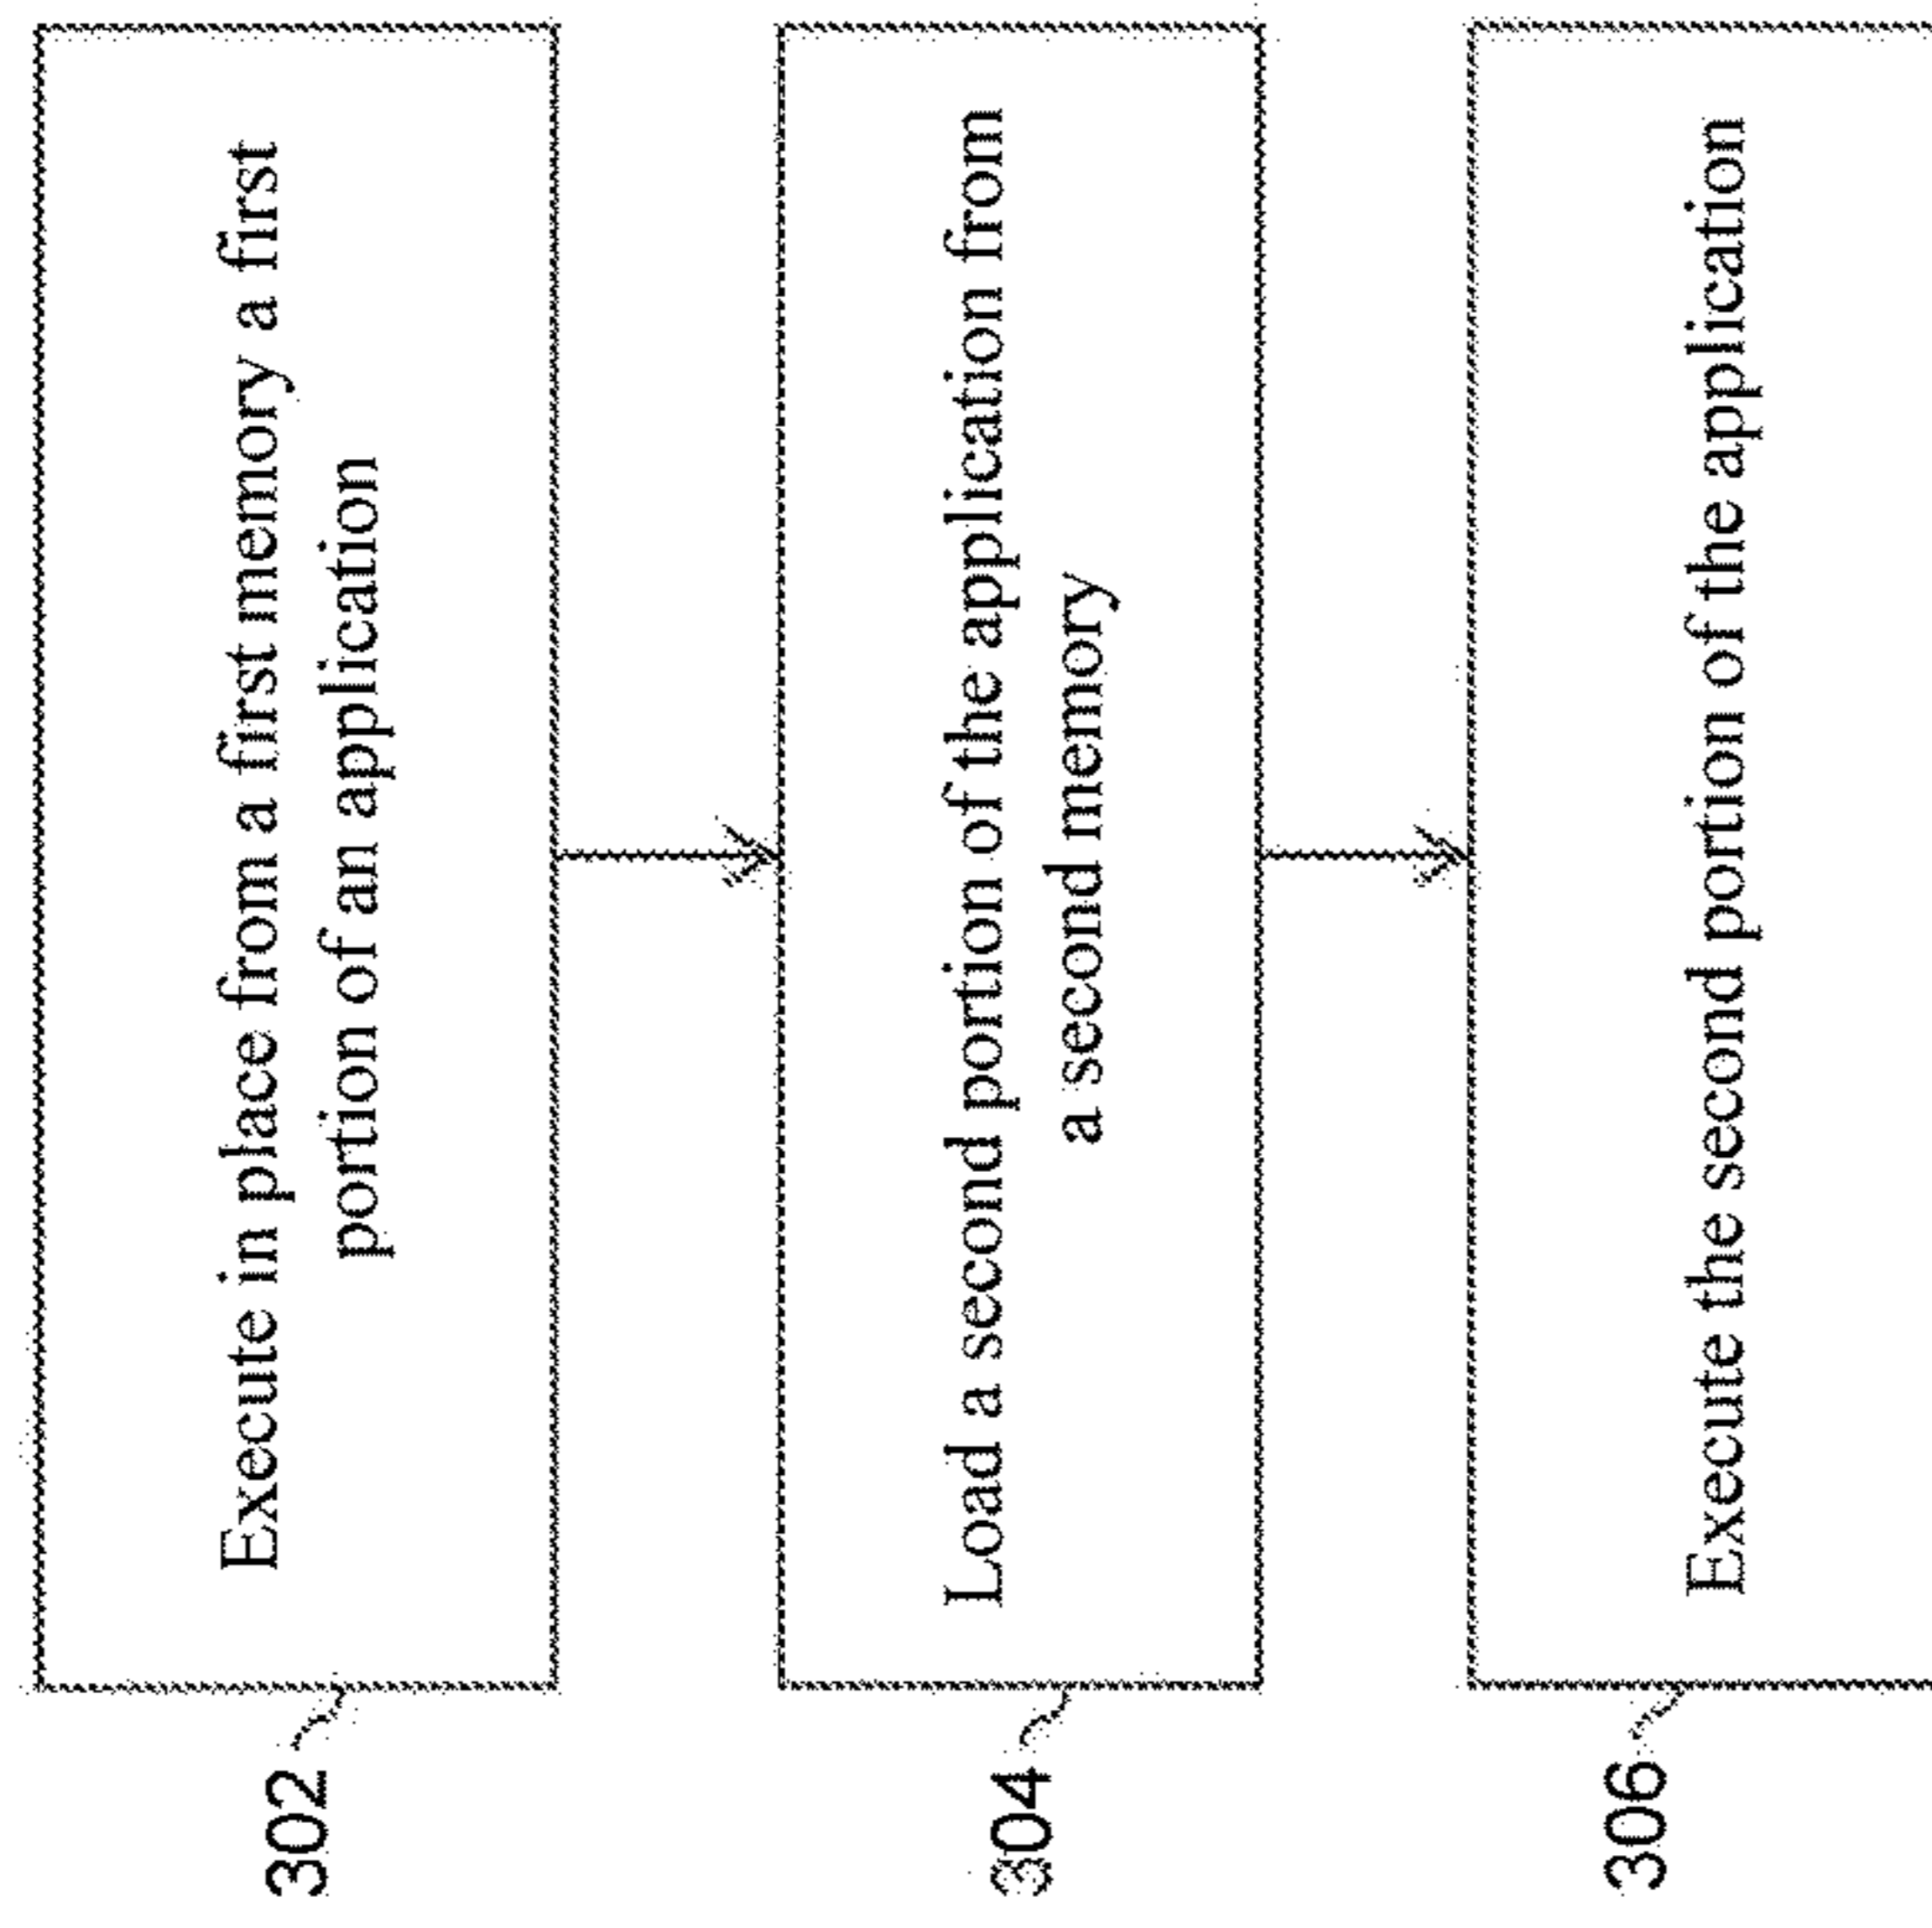 302
Execute in place from a first memory a first
portion of an application
304
Load a second portion of the application from
a second memory
306
Execute the second portion of the application